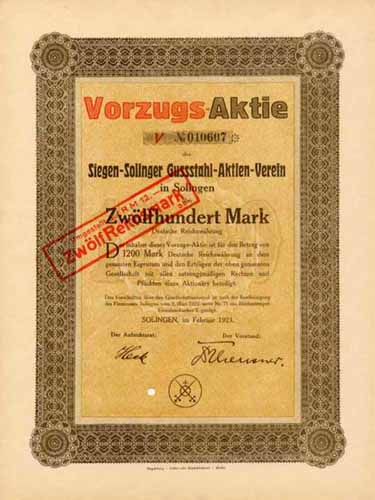 Vorzugs-Aktie
V № 010607
der
Siegen-Solinger Gussstahl-Aktien-Verein
in Solingen
Zwölfhundert Mark
Deutsche Reichswährung
Zwölf Reichsmark
Der Inhaber dieser Vorzugs-Aktie ist für den Betrag von
1200 Mark Deutsche Reichswährung an dem
gesamten Eigentum und den Erträgen der oben genannten
Gesellschaft mit allen satzungsmäßigen Rechten und
Pflichten eines Aktionärs beteiligt.
SOLINGEN, im Februar 1923.
Der Aufsichtsrat: Der Vorstand: